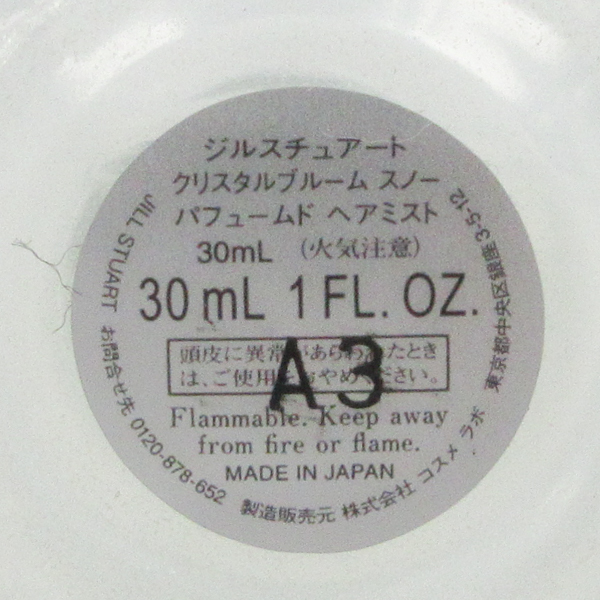 ジルスチュアート
クリスタルブルーム スノー
パフュームド ヘアミスト
30mL （火気注意）
30 mL 1 FL. OZ.
頭皮に異常があらわれたとき
は、ご使用をおやめください。
A3
Flammable. Keep away
from fire or flame.
MADE IN JAPAN
JILL STUART お問合せ先 0120-878-652
製造販売元 株式会社 コスメ ラボ 東京都中央区銀座3-5-12